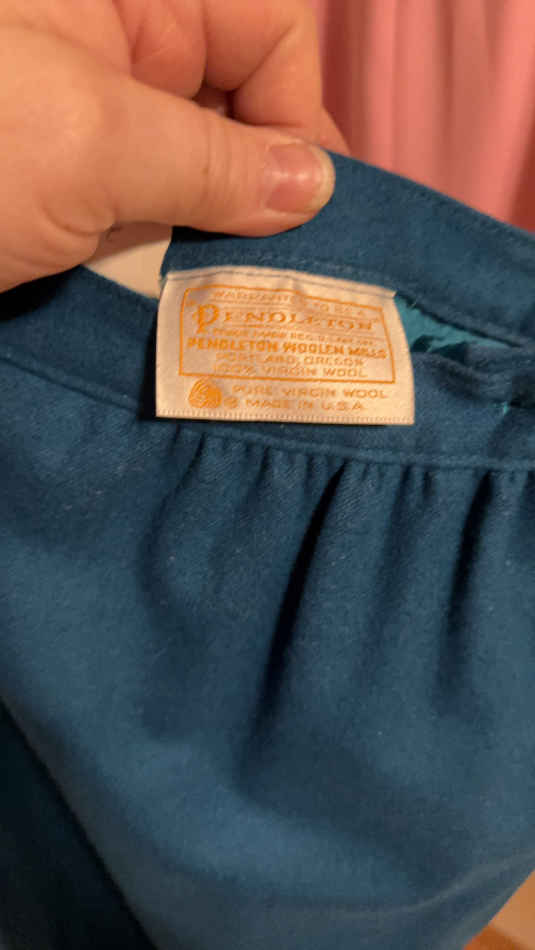 WARRANTED TO BE A
PENDLETON
PENDLETON WOOLEN MILLS
PORTLAND, OREGON
100% VIRGIN WOOL
PURE VIRGIN WOOL
MADE IN U.S.A.